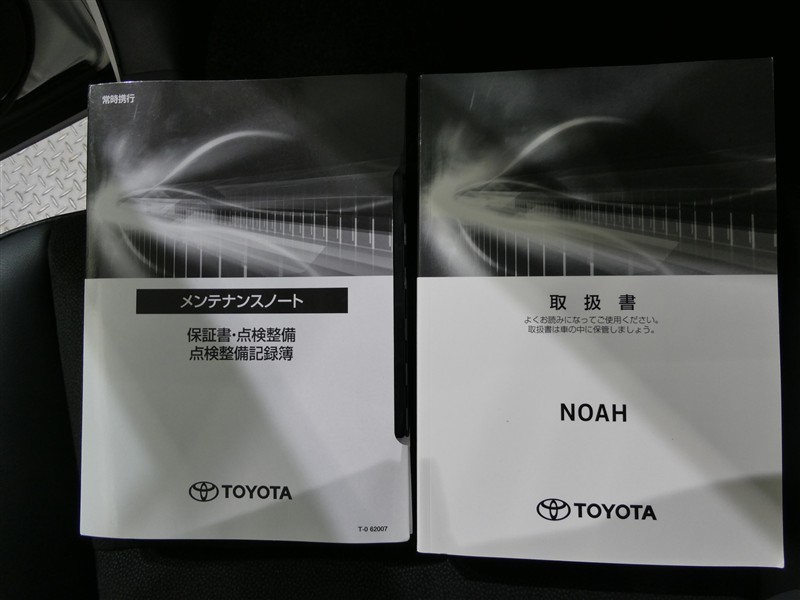 常時携行
メンテナンスノート
保証書・点検整備
点検整備記録簿
TOYOTA
T-0 62007
取扱書
よくお読みになってご使用ください。
取扱書は車の中に保管しましょう。
NOAH
TOYOTA